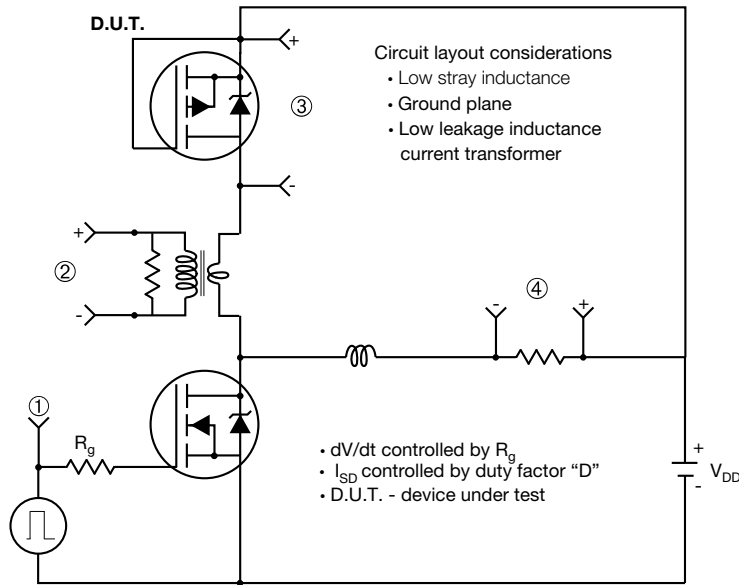 D.U.T.
+
Circuit layout considerations
• Low stray inductance
• Ground plane
• Low leakage inductance
current transformer
③
-
+
②
-
④
-
+
①
Rg
• dV/dt controlled by Rg
• ISD controlled by duty factor “D”
• D.U.T. - device under test
+
VDD
-